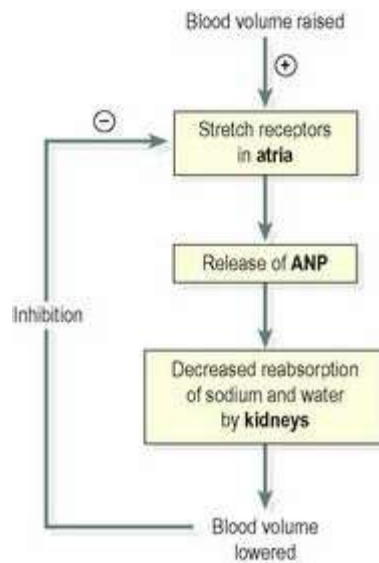 Blood volume raised
+
−
Stretch receptors
in atria
Release of ANP
Inhibition
Decreased reabsorption
of sodium and water
by kidneys
Blood volume
lowered